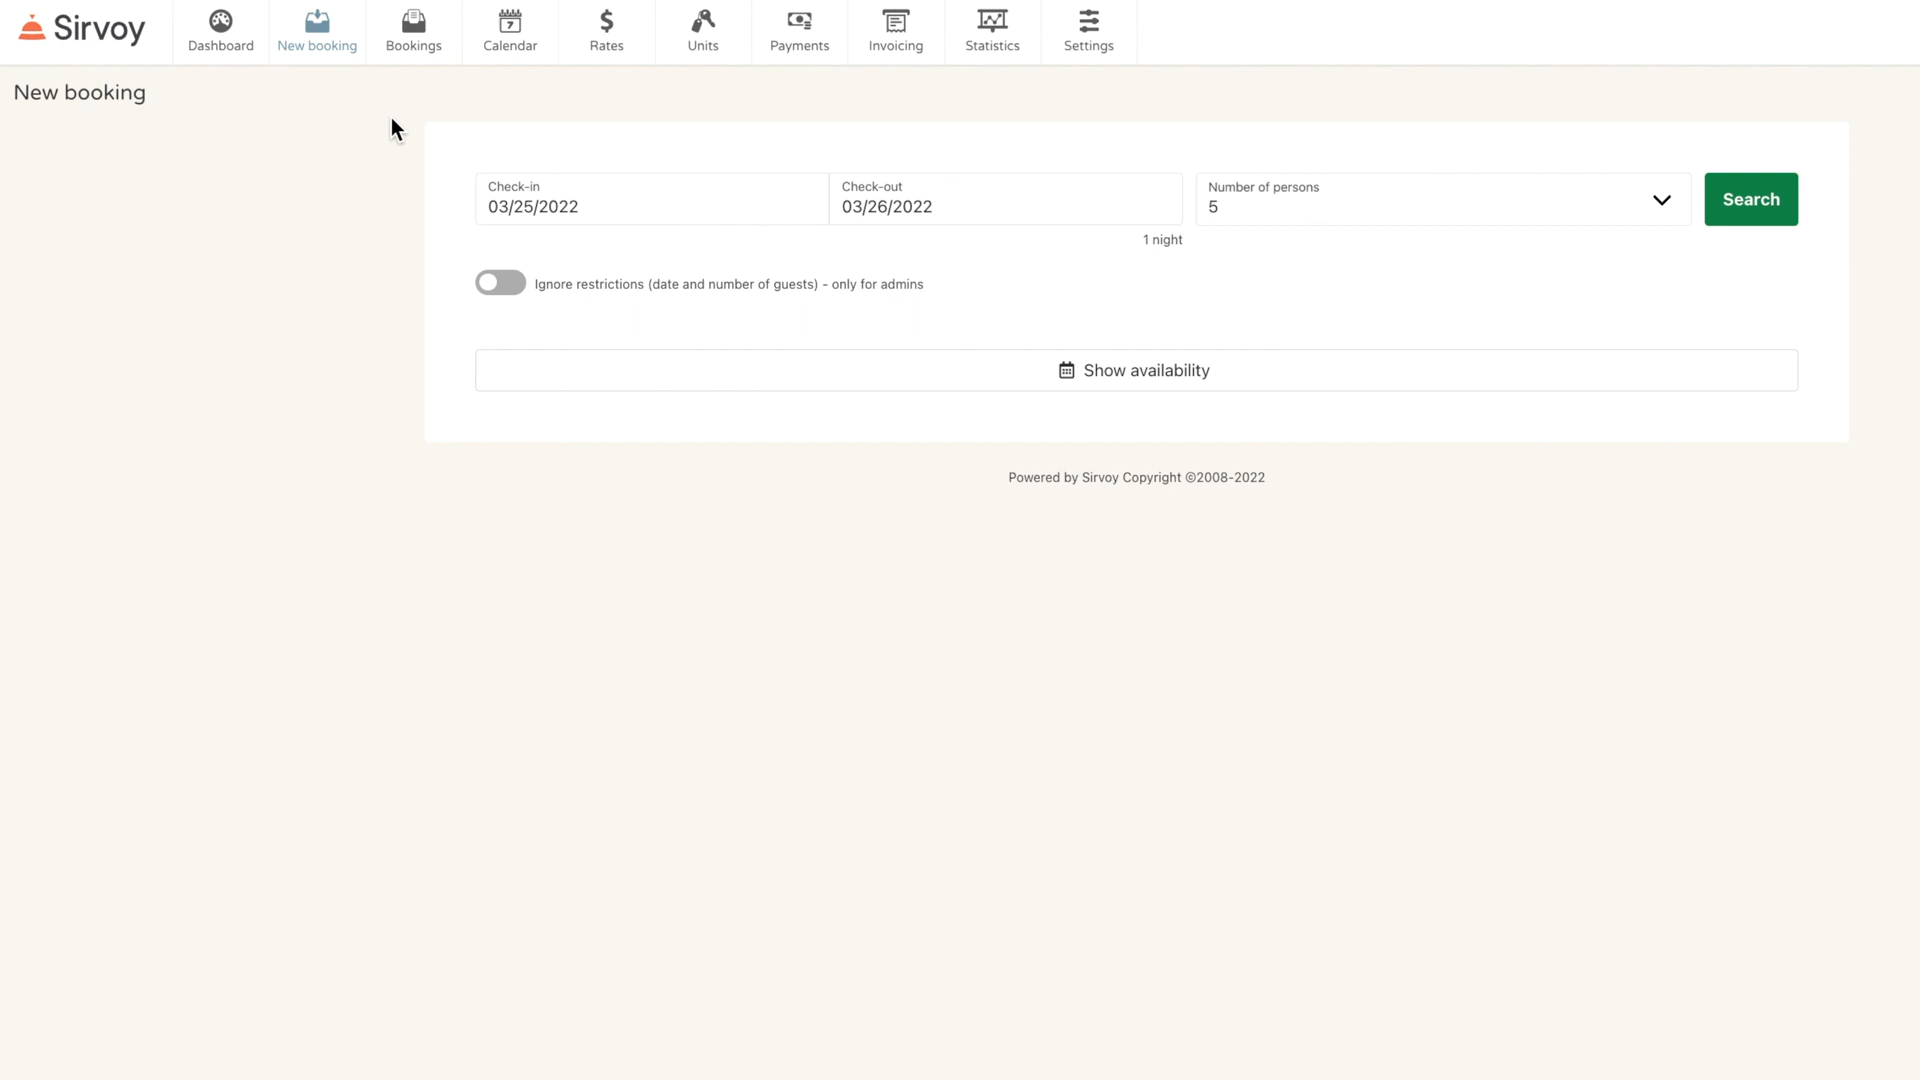 Sirvoy
Dashboard
New booking
Bookings
7
Calendar
$
Rates
Units
Payments
Invoicing
Statistics
Settings
New booking
Check-in
03/25/2022
Check-out
03/26/2022
Number of persons
5
Search
1 night
Ignore restrictions (date and number of guests) - only for admins
Show availability
Powered by Sirvoy Copyright ©2008-2022